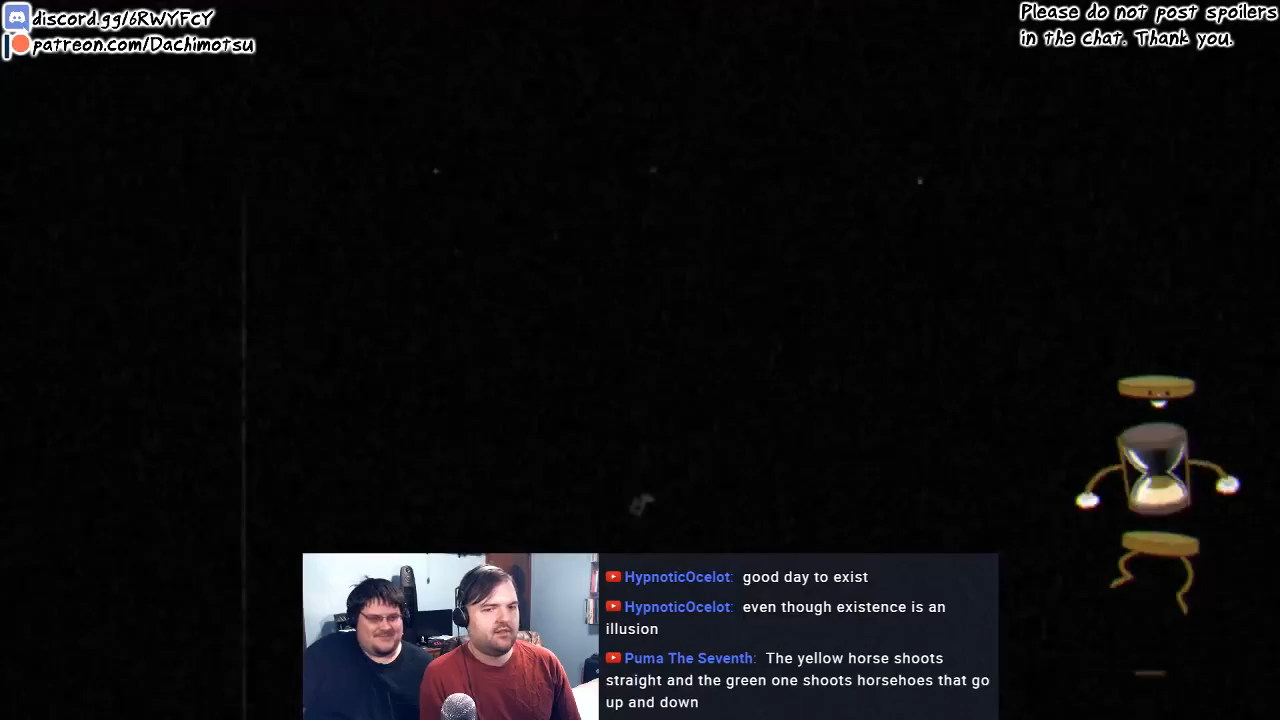 discord.gg/6RWYFcY
patreon.com/Dachimotsu
Please do not post spoilers
in the chat. Thank you.
HypnoticOcelot: good day to exist
HypnoticOcelot: even though existence is an
illusion
Puma The Seventh: The yellow horse shoots
straight and the green one shoots horsehoes that go
up and down